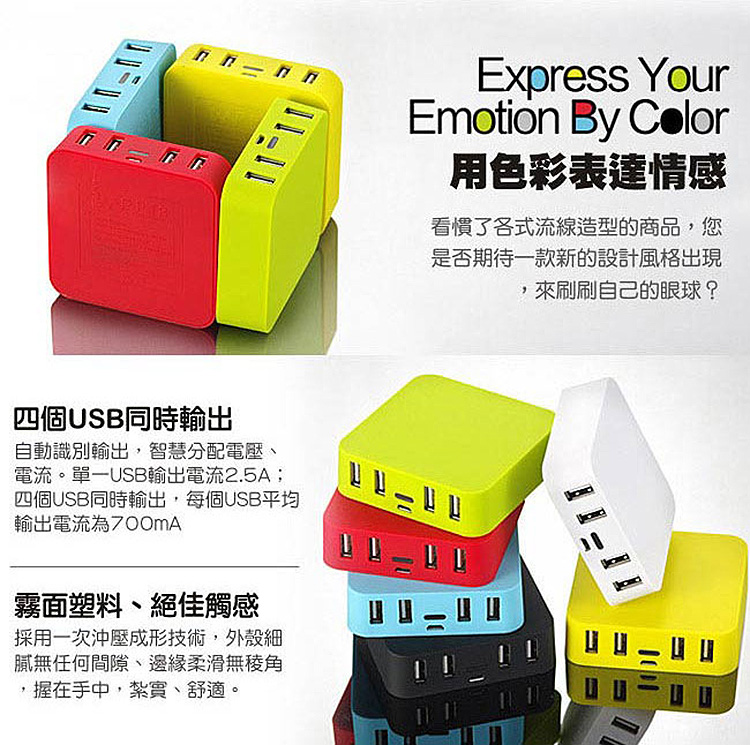 Express Your
Emotion By Color
用色彩表達情感
看慣了各式流線造型的商品，您
是否期待一款新的設計風格出現
，來刷刷自己的眼球？
四個USB同時輸出
自動識別輸出，智慧分配電壓、
電流。單一USB輸出電流2.5A；
四個USB同時輸出，每個USB平均
輸出電流為700mA
霧面塑料、絕佳觸感
採用一次沖壓成形技術，外殼細
膩無任何間隙、邊緣柔滑無稜角
，握在手中，紮實、舒適。